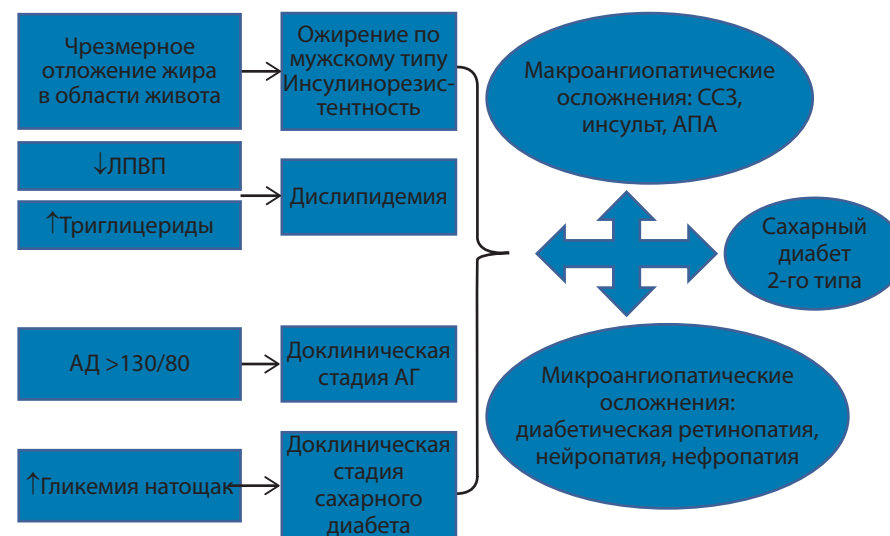 Чрезмерное
отложение жира
в области живота
Ожирение по
мужскому типу
Инсулинорезис-
тентность
↓ЛПВП
↑Триглицериды
Дислипидемия
АД >130/80
Доклиническая
стадия АГ
↑Гликемия натощак
Доклиническая
стадия
сахарного
диабета
Макроангиопатические
осложнения: ССЗ,
инсульт, АПА
Сахарный
диабет
2-го типа
Микроангиопатические
осложнения:
диабетическая ретинопатия,
нейропатия, нефропатия